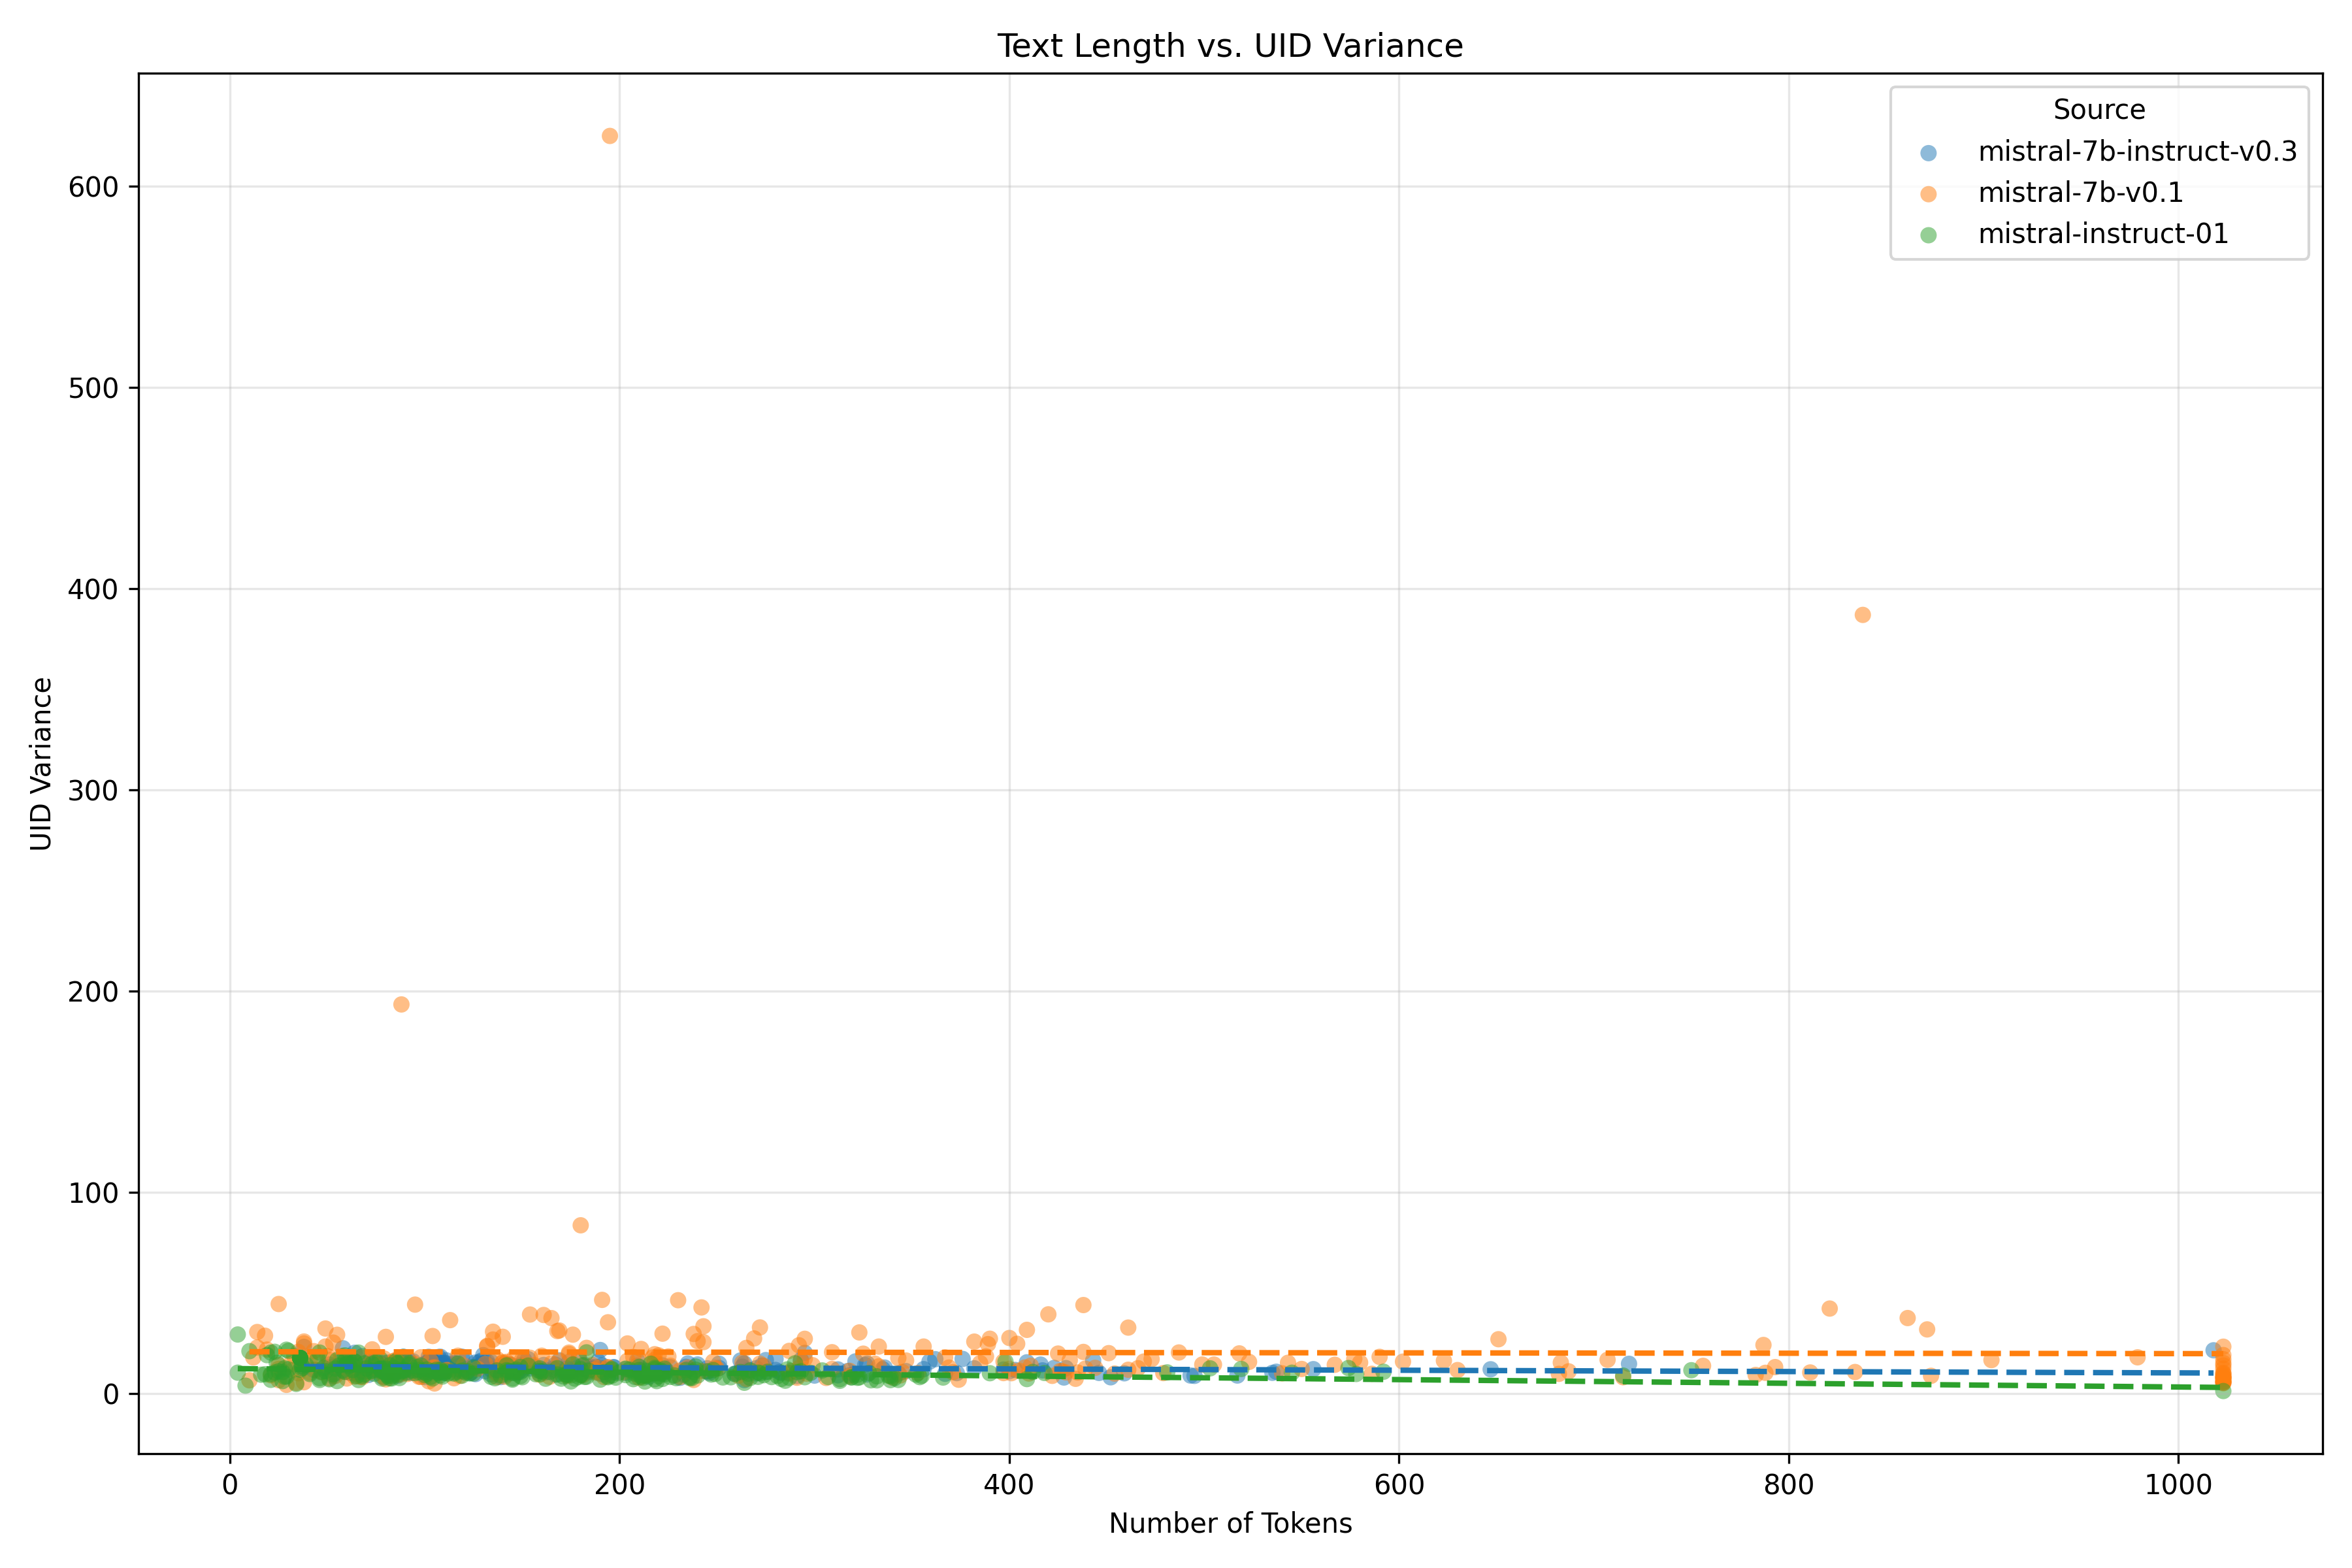 Text Length vs. UID Variance
Source
mistral-7b-instruct-v0.3
mistral-7b-v0.1
mistral-instruct-01
600
500
400
300
200
100
0
UID Variance
0 200 400 600 800 1000
Number of Tokens